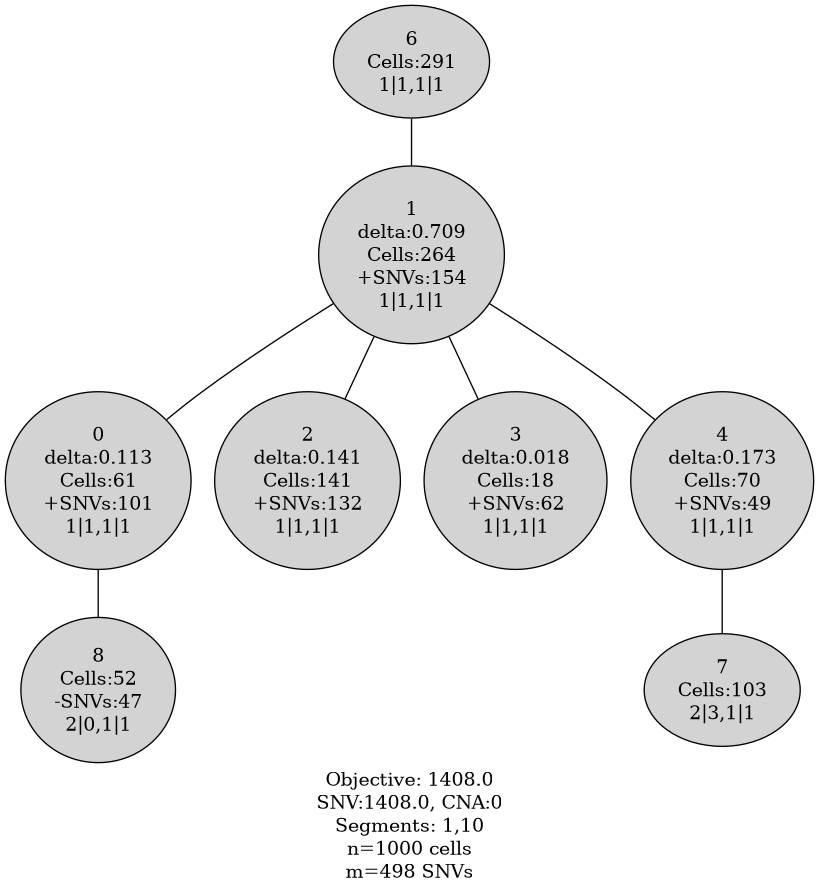 6
Cells:291
1|1,1|1
1
delta:0.709
Cells:264
+SNVs:154
1|1,1|1
0
delta:0.113
Cells:61
+SNVs:101
1|1,1|1
2
delta:0.141
Cells:141
+SNVs:132
1|1,1|1
3
delta:0.018
Cells:18
+SNVs:62
1|1,1|1
4
delta:0.173
Cells:70
+SNVs:49
1|1,1|1
8
Cells:52
-SNVs:47
2|0,1|1
7
Cells:103
2|3,1|1
Objective: 1408.0
SNV:1408.0, CNA:0
Segments: 1,10
n=1000 cells
m=498 SNVs